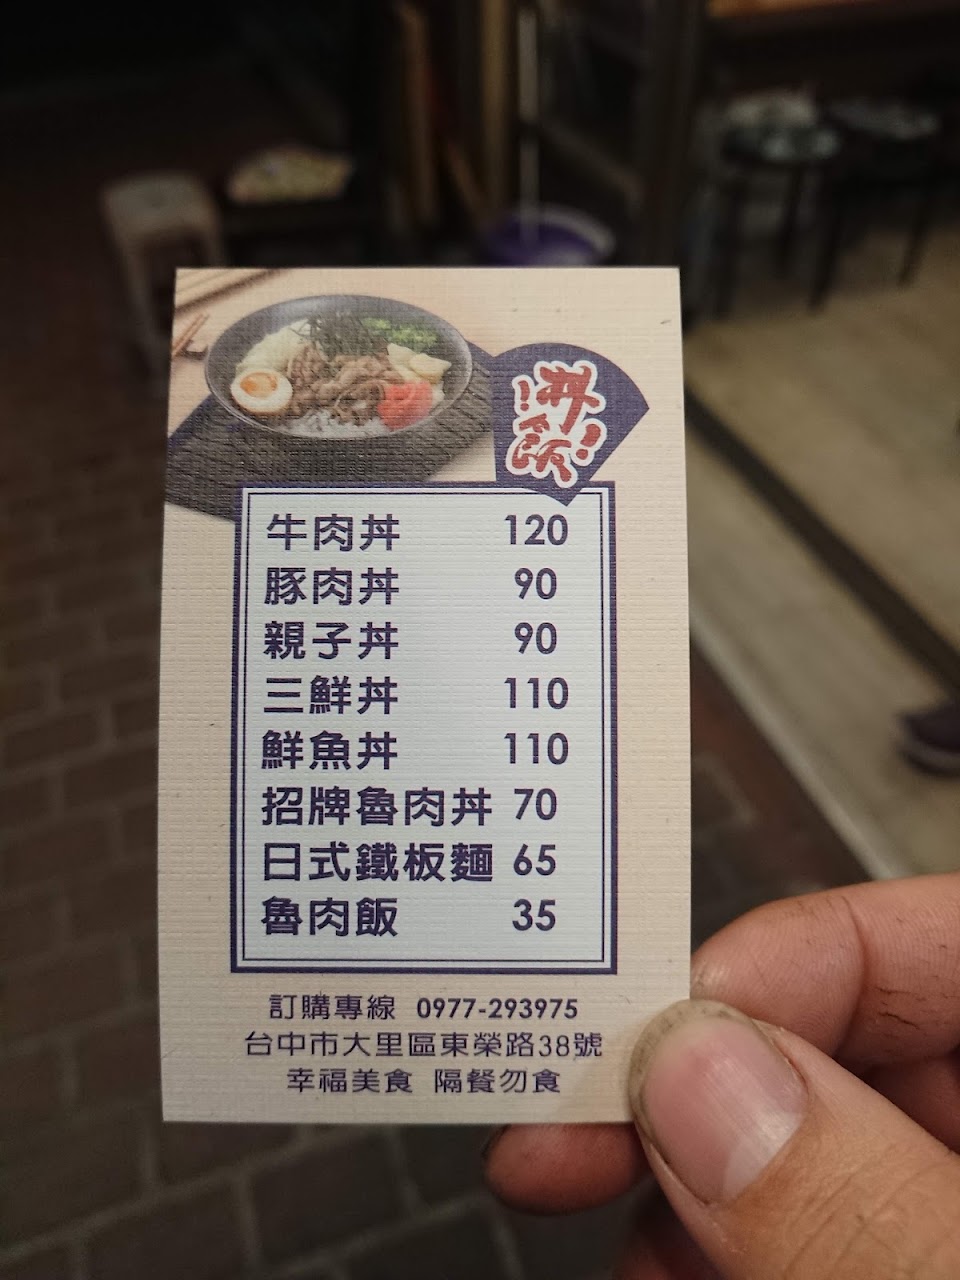 丼飯
牛肉丼 120
豚肉丼 90
親子丼 90
三鮮丼 110
鮮魚丼 110
招牌魯肉丼 70
日式鐵板麵 65
魯肉飯 35
訂購專線 0977-293975
台中市大里區東榮路38號
幸福美食 隔餐勿食